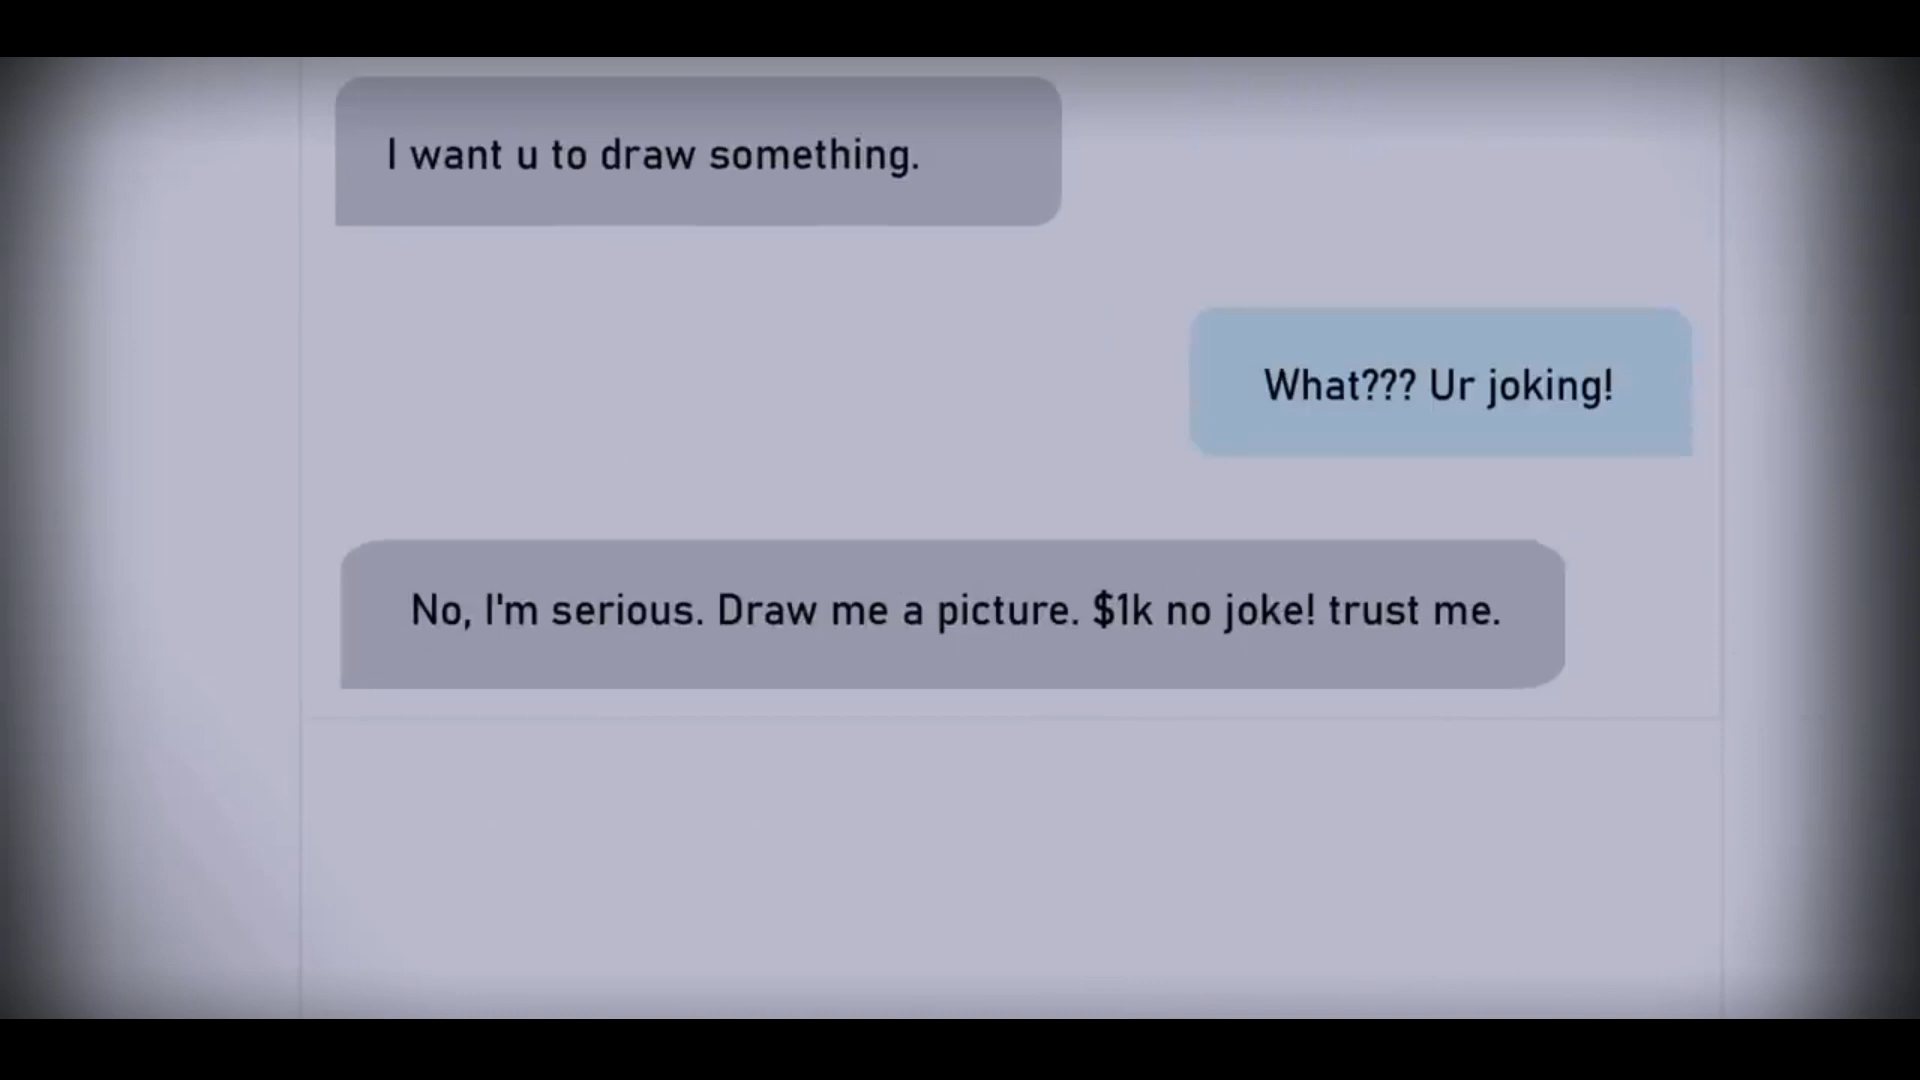 I want u to draw something.
What??? Ur joking!
No, I'm serious. Draw me a picture. $1k no joke! trust me.